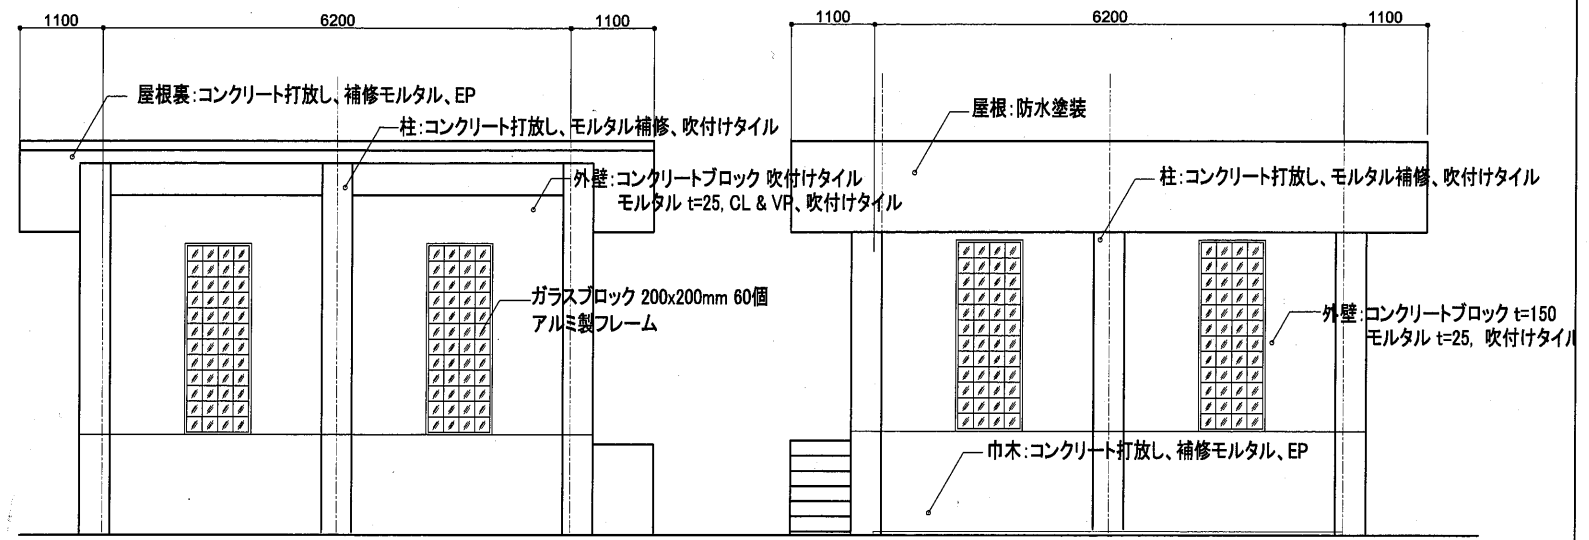 1100 6200 1100
1100 6200 1100
屋根裏:コンクリート打放し、補修モルタル、EP
柱:コンクリート打放し、モルタル補修、吹付けタイル
外壁:コンクリートブロック 吹付けタイル
モルタル t=25, CL & VP、吹付けタイル
ガラスブロック 200x200mm 60個
アルミ製フレーム
屋根:防水塗装
柱:コンクリート打放し、モルタル補修、吹付けタイル
外壁:コンクリートブロック t=150
モルタル t=25, 吹付けタイル
巾木:コンクリート打放し、補修モルタル、EP